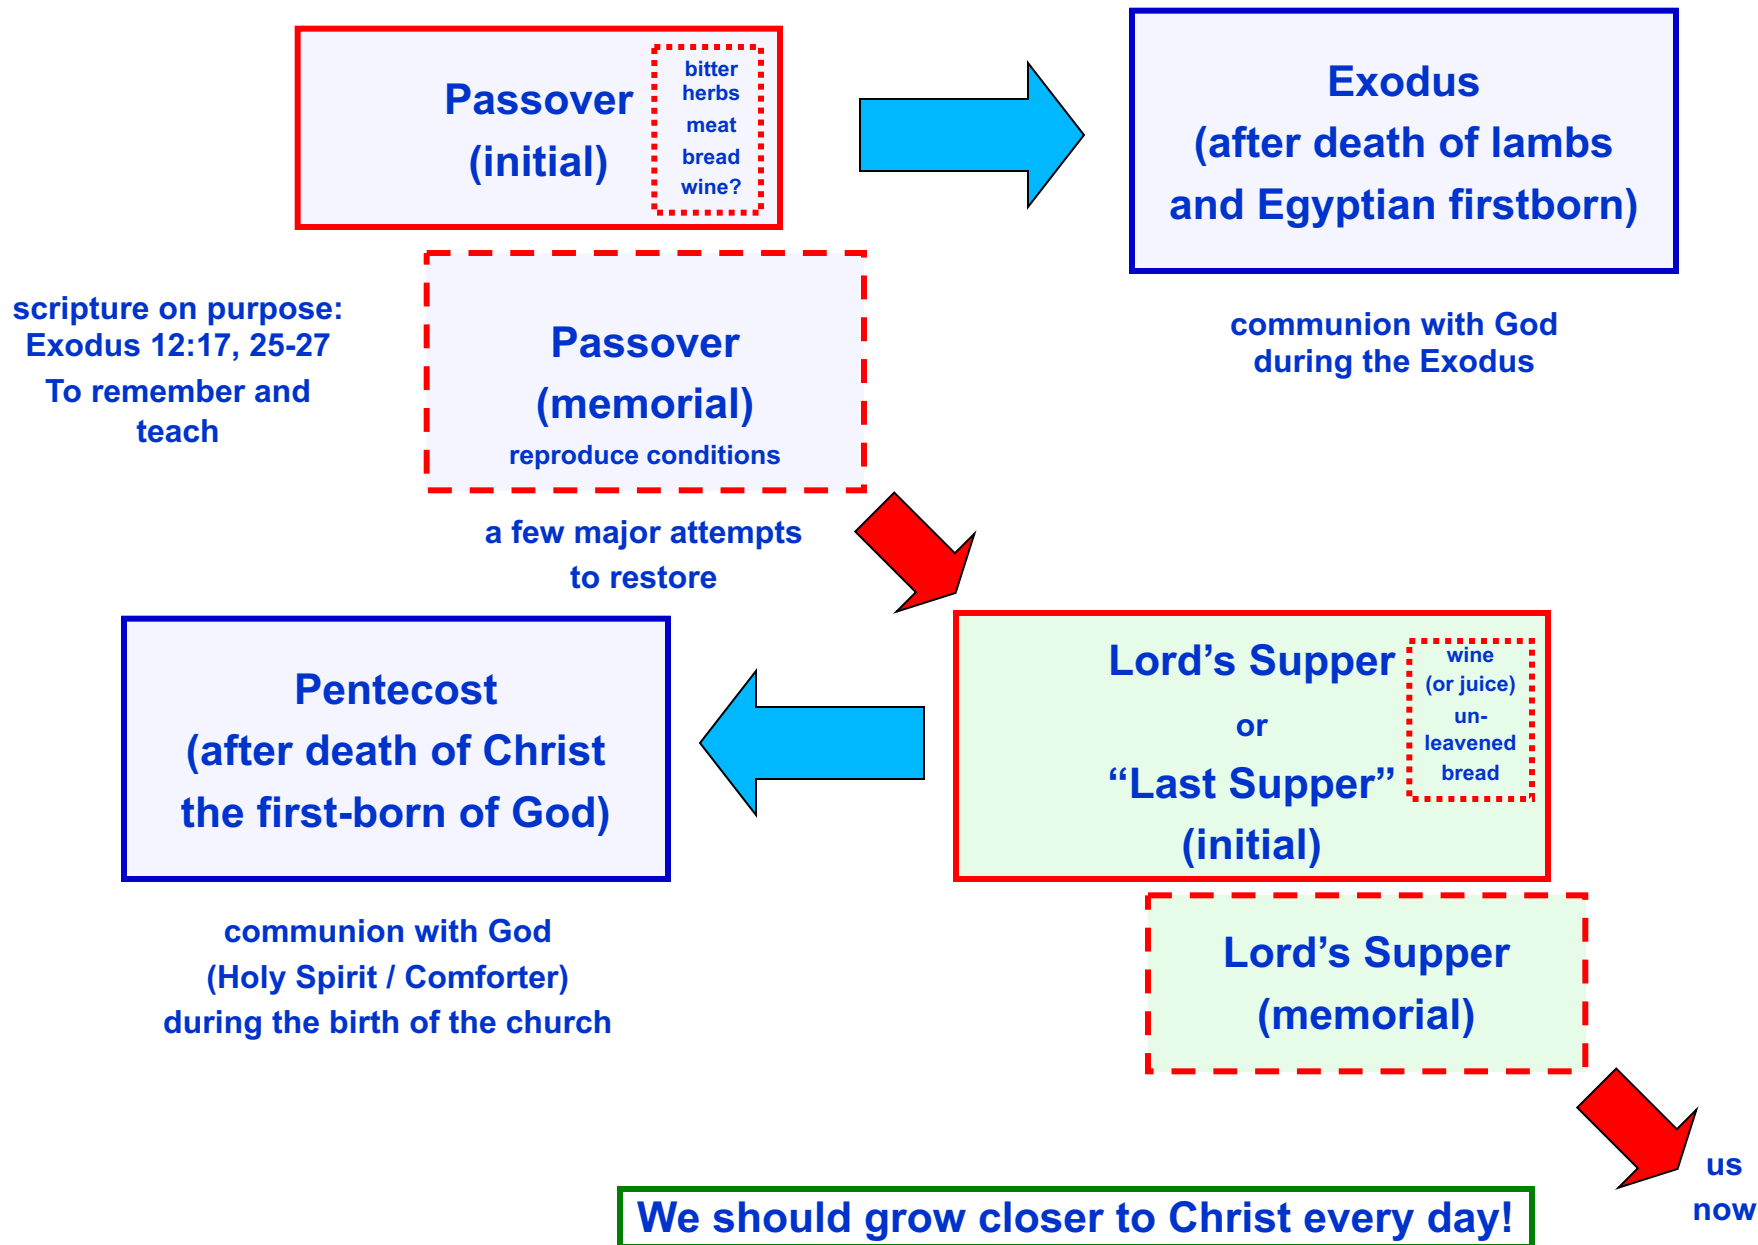 Passover
(initial)
bitter
herbs
meat
bread
wine?
Exodus
(after death of lambs
and Egyptian firstborn)
scripture on purpose:
Exodus 12:17, 25-27
To remember and
teach
Passover
(memorial)
reproduce conditions
communion with God
during the Exodus
a few major attempts
to restore
Pentecost
(after death of Christ
the first-born of God)
Lord’s Supper
or
“Last Supper”
(initial)
wine
(or juice)
un-
leavened
bread
communion with God
(Holy Spirit / Comforter)
during the birth of the church
Lord’s Supper
(memorial)
us
now
We should grow closer to Christ every day!